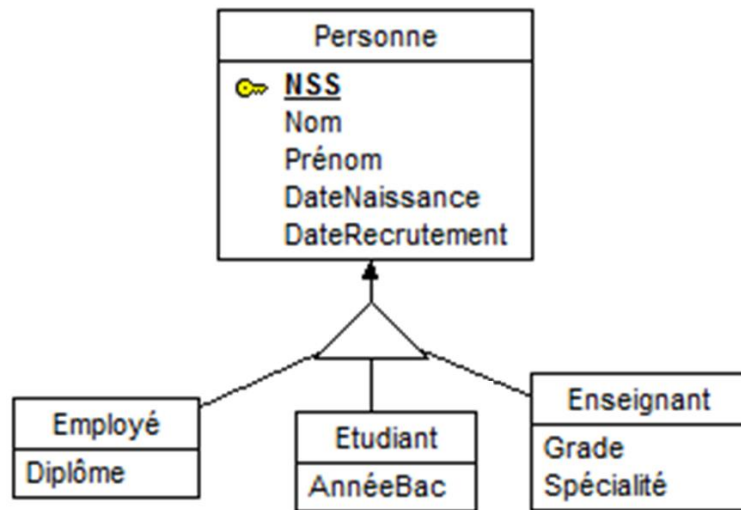 Personne
NSS
Nom
Prénom
DateNaissance
DateRecrutement
Employé
Diplôme
Etudiant
AnnéeBac
Enseignant
Grade
Spécialité